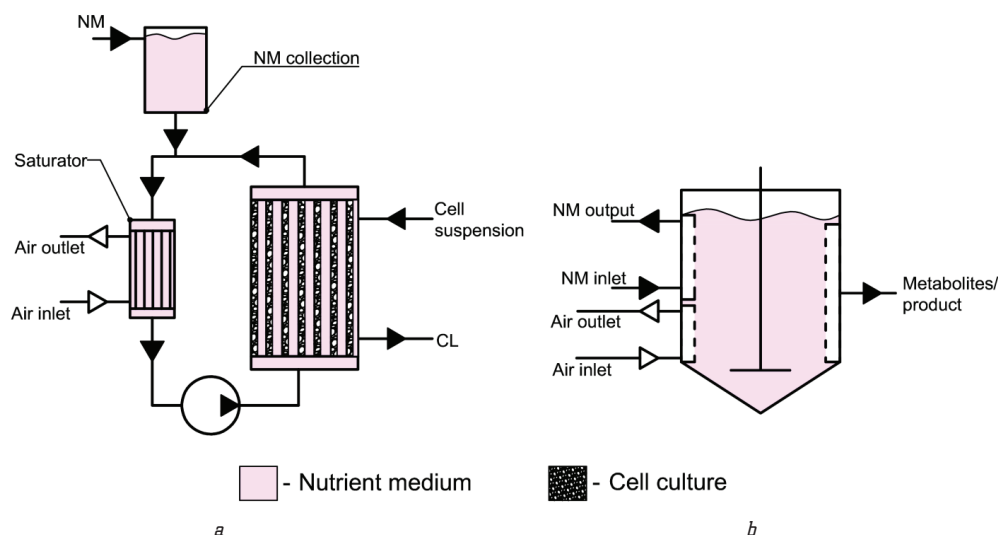 NM
NM collection
Saturator
Air outlet
Air inlet
Cell
suspension
CL
NM output
NM inlet
Air outlet
Air inlet
Metabolites/
product
- Nutrient medium
- Cell culture
a
b